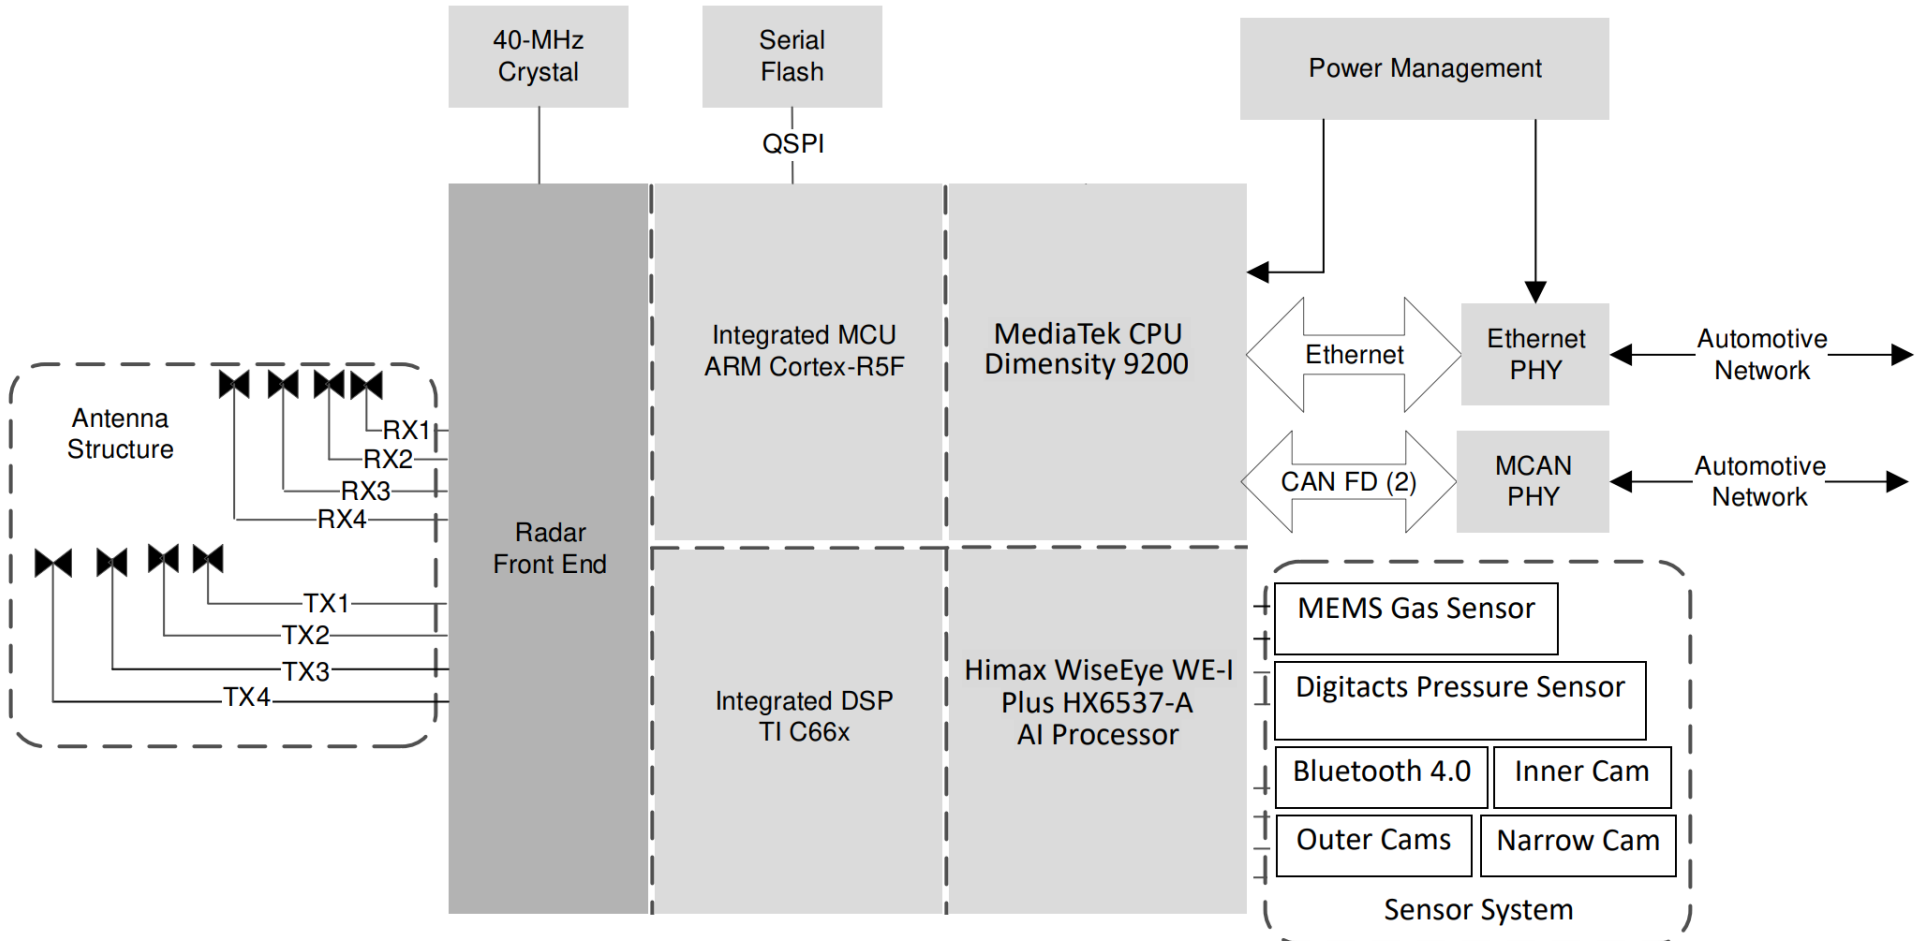 40-MHz
Crystal
Serial
Flash
QSPI
Power Management
Antenna
Structure
RX1
RX2
RX3
RX4
TX1
TX2
TX3
TX4
Radar
Front End
Integrated MCU
ARM Cortex-R5F
MediaTek CPU
Dimensity 9200
Integrated DSP
TI C66x
Himax WiseEye WE-I
Plus HX6537-A
AI Processor
Ethernet
Ethernet
PHY
Automotive
Network
CAN FD (2)
MCAN
PHY
Automotive
Network
MEMS Gas Sensor
Digitacts Pressure Sensor
Bluetooth 4.0
Inner Cam
Outer Cams
Narrow Cam
Sensor System